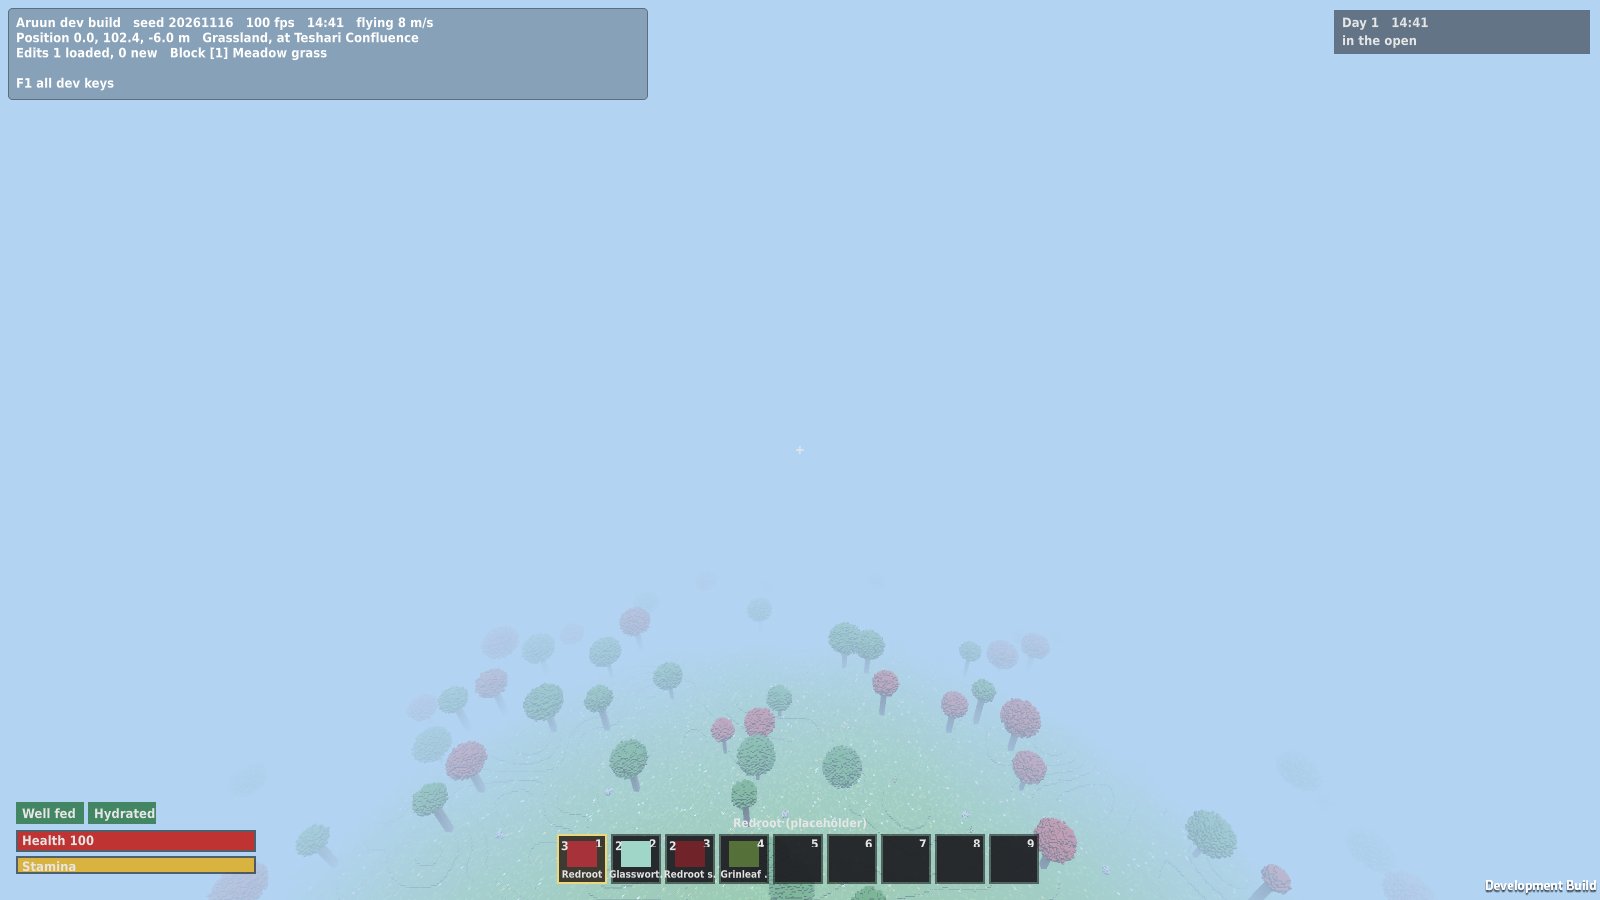 Aruun dev build   seed 20261116   100 fps   14:41   flying 8 m/s
Position 0.0, 102.4, -6.0 m   Grassland, at Teshari Confluence
Edits 1 loaded, 0 new   Block [1] Meadow grass
F1 all dev keys
Day 1   14:41
in the open
Well fed   Hydrated
Health 100
Stamina
Redroot (placeholder)
3 1 2 2 2 3 4 5 6 7 8 9
Redroot Glasswort. Redroot s. Grinleaf .
Development Build